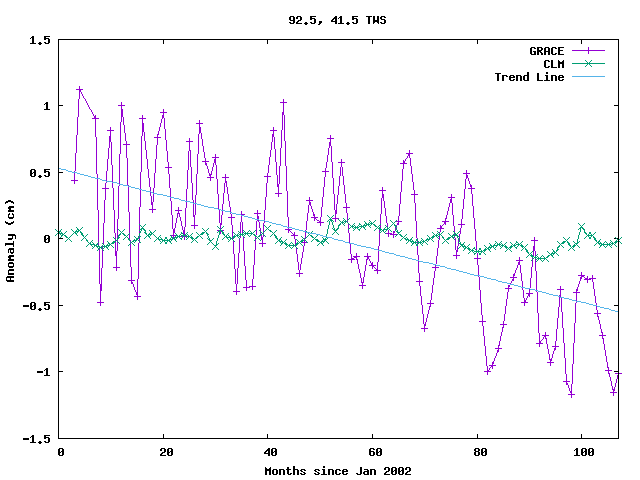 92.5, 41.5 TWS
GRACE
CLM
Trend Line
1.5
1
0.5
0
-0.5
-1
-1.5
Anomaly (cm)
0 20 40 60 80 100
Months since Jan 2002